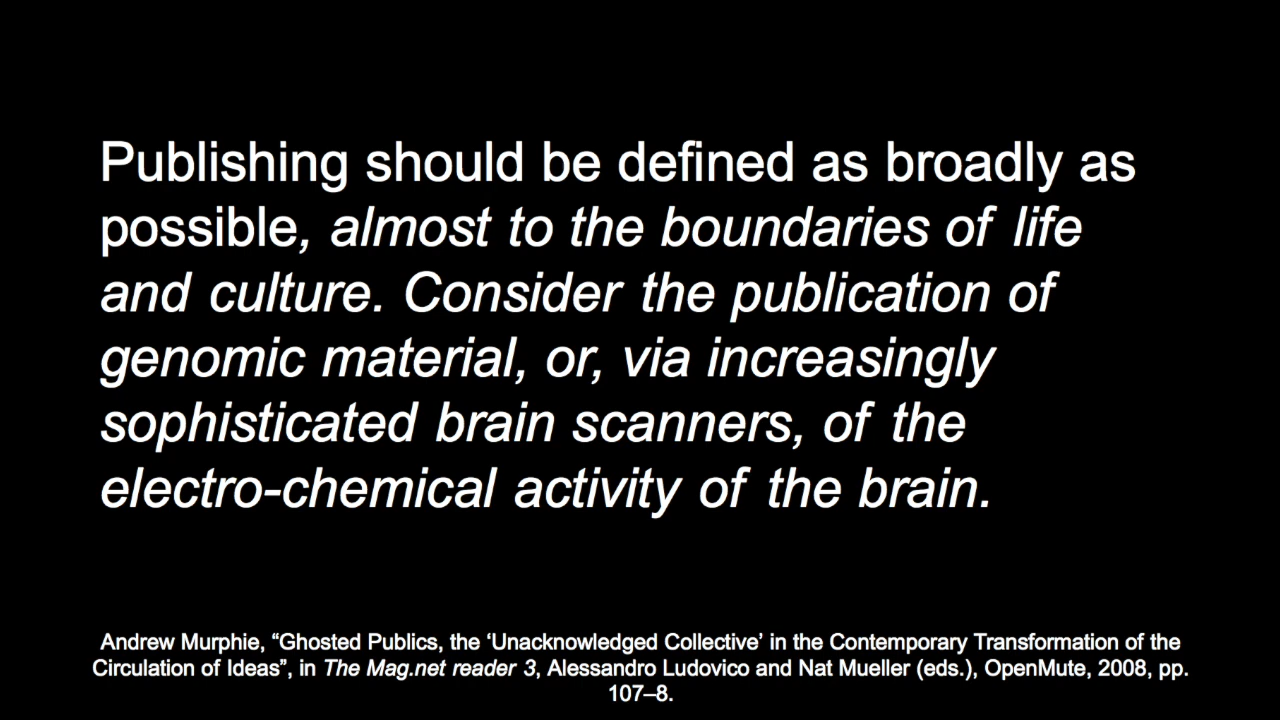 Publishing should be defined as broadly as
possible, almost to the boundaries of life
and culture. Consider the publication of
genomic material, or, via increasingly
sophisticated brain scanners, of the
electro-chemical activity of the brain.
Andrew Murphie, “Ghosted Publics, the ‘Unacknowledged Collective’ in the Contemporary Transformation of the
Circulation of Ideas”, in The Mag.net reader 3, Alessandro Ludovico and Nat Mueller (eds.), OpenMute, 2008, pp.
107–8.